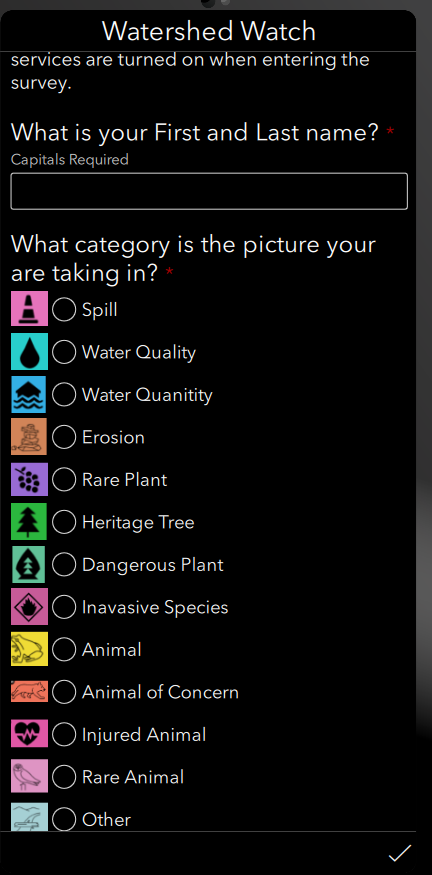 Watershed Watch
services are turned on when entering the
survey.
What is your First and Last name? *
Capitals Required
What category is the picture your
are taking in? *
Spill
Water Quality
Water Quanitity
Erosion
Rare Plant
Heritage Tree
Dangerous Plant
Inavasive Species
Animal
Animal of Concern
Injured Animal
Rare Animal
Other